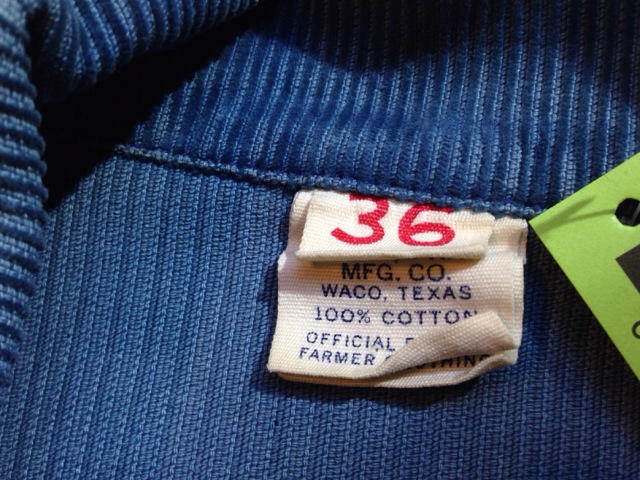 36
MFG. CO.
WACO, TEXAS
100% COTTON
OFFICIAL
FARMER